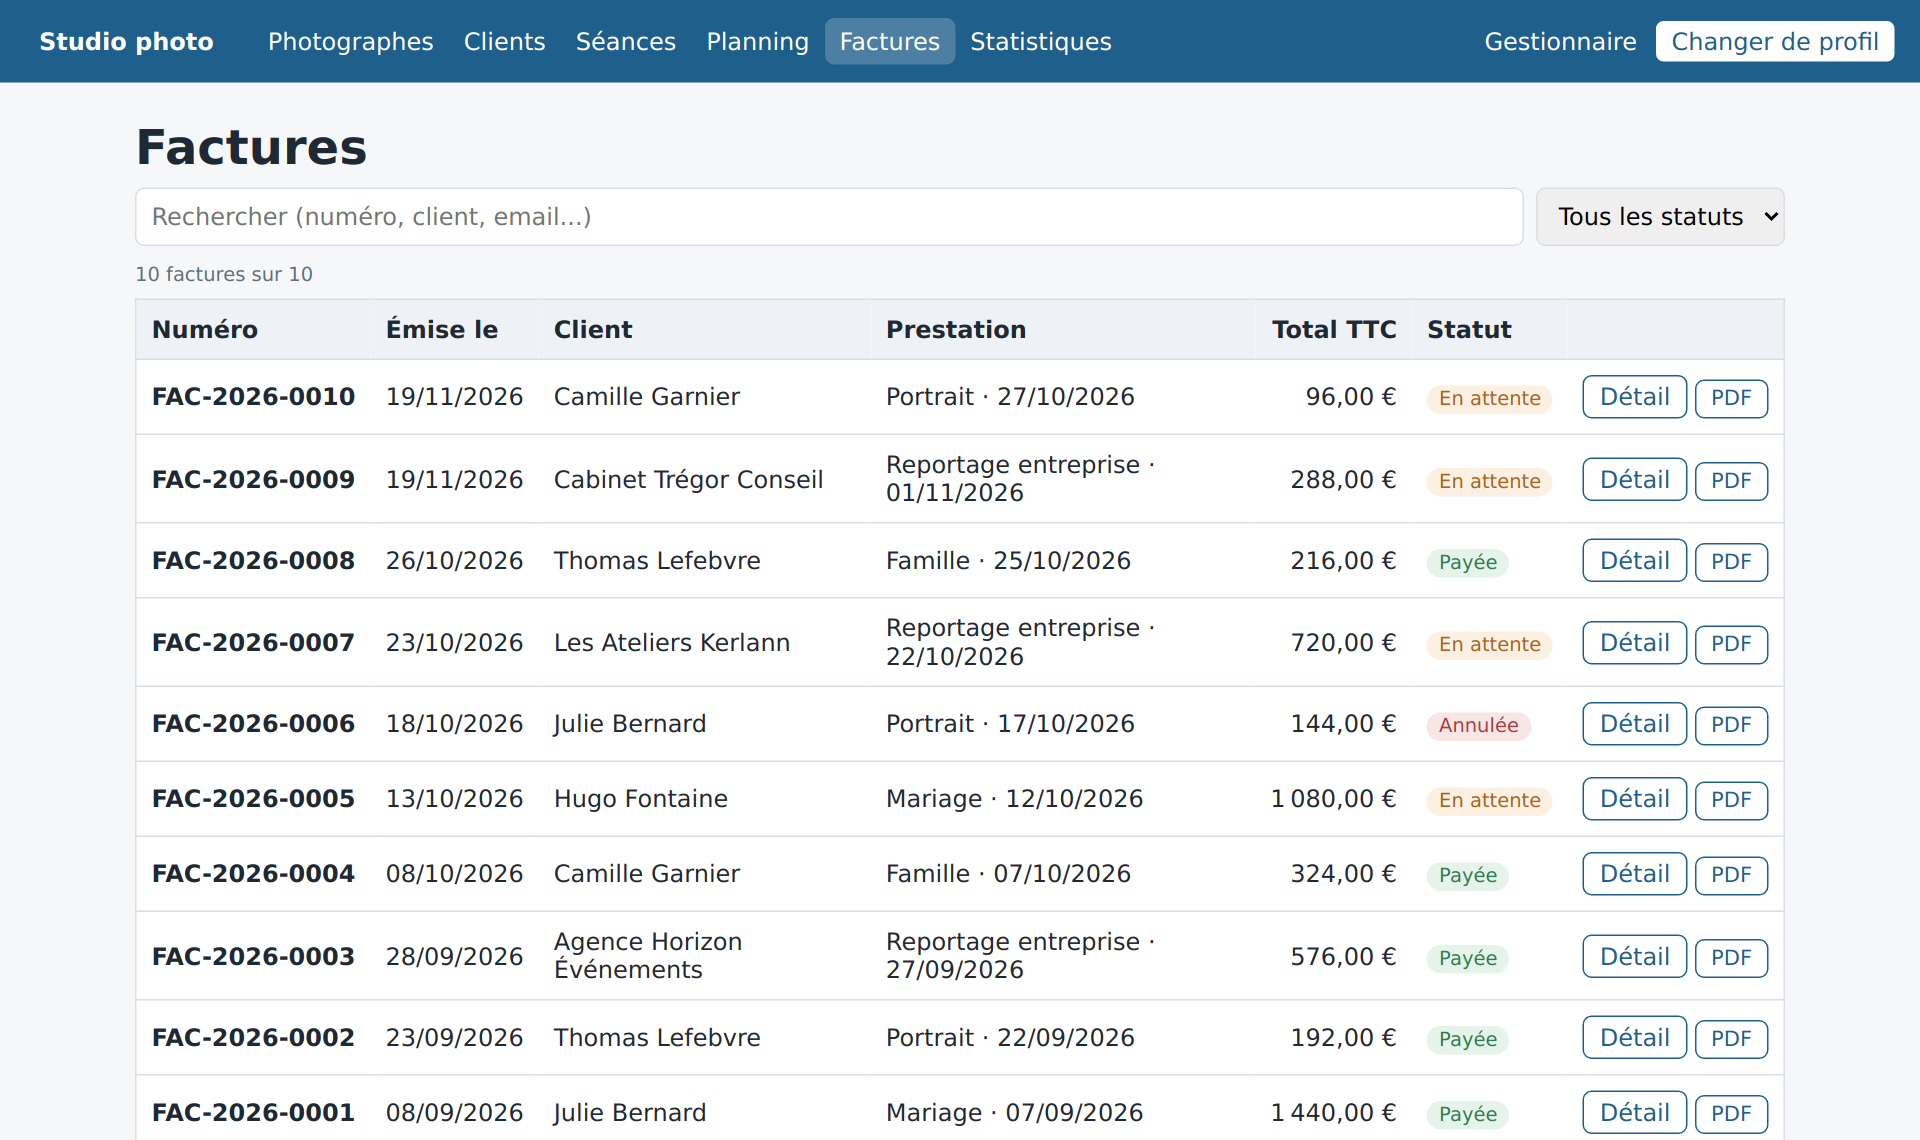 Studio photo Photographes Clients Séances Planning Factures Statistiques Gestionnaire Changer de profil
Factures
Rechercher (numéro, client, email...) Tous les statuts
10 factures sur 10
Numéro Émise le Client Prestation Total TTC Statut
FAC-2026-0010 19/11/2026 Camille Garnier Portrait · 27/10/2026 96,00 € En attente Détail PDF
FAC-2026-0009 19/11/2026 Cabinet Trégor Conseil Reportage entreprise · 01/11/2026 288,00 € En attente Détail PDF
FAC-2026-0008 26/10/2026 Thomas Lefebvre Famille · 25/10/2026 216,00 € Payée Détail PDF
FAC-2026-0007 23/10/2026 Les Ateliers Kerlann Reportage entreprise · 22/10/2026 720,00 € En attente Détail PDF
FAC-2026-0006 18/10/2026 Julie Bernard Portrait · 17/10/2026 144,00 € Annulée Détail PDF
FAC-2026-0005 13/10/2026 Hugo Fontaine Mariage · 12/10/2026 1 080,00 € En attente Détail PDF
FAC-2026-0004 08/10/2026 Camille Garnier Famille · 07/10/2026 324,00 € Payée Détail PDF
FAC-2026-0003 28/09/2026 Agence Horizon Événements Reportage entreprise · 27/09/2026 576,00 € Payée Détail PDF
FAC-2026-0002 23/09/2026 Thomas Lefebvre Portrait · 22/09/2026 192,00 € Payée Détail PDF
FAC-2026-0001 08/09/2026 Julie Bernard Mariage · 07/09/2026 1 440,00 € Payée Détail PDF